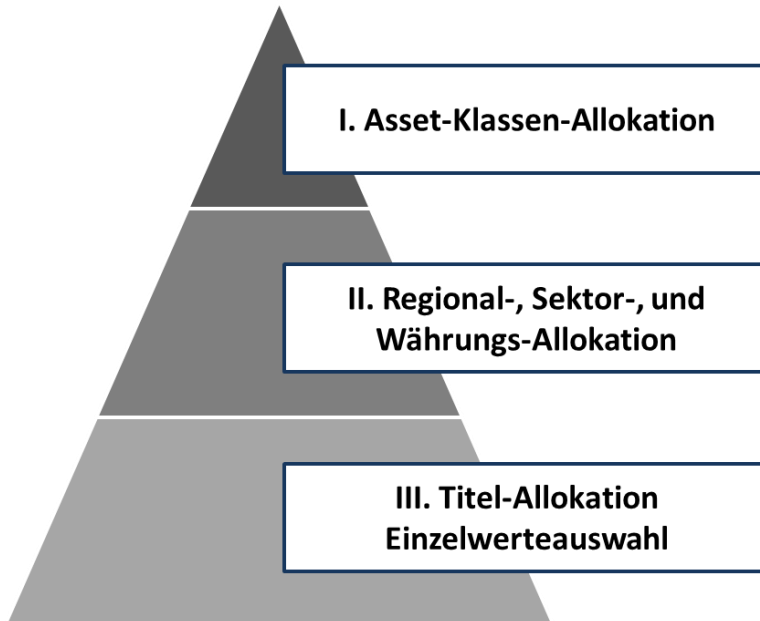 I. Asset-Klassen-Allokation
II. Regional-, Sektor-, und
Währungs-Allokation
III. Titel-Allokation
Einzelwerteauswahl